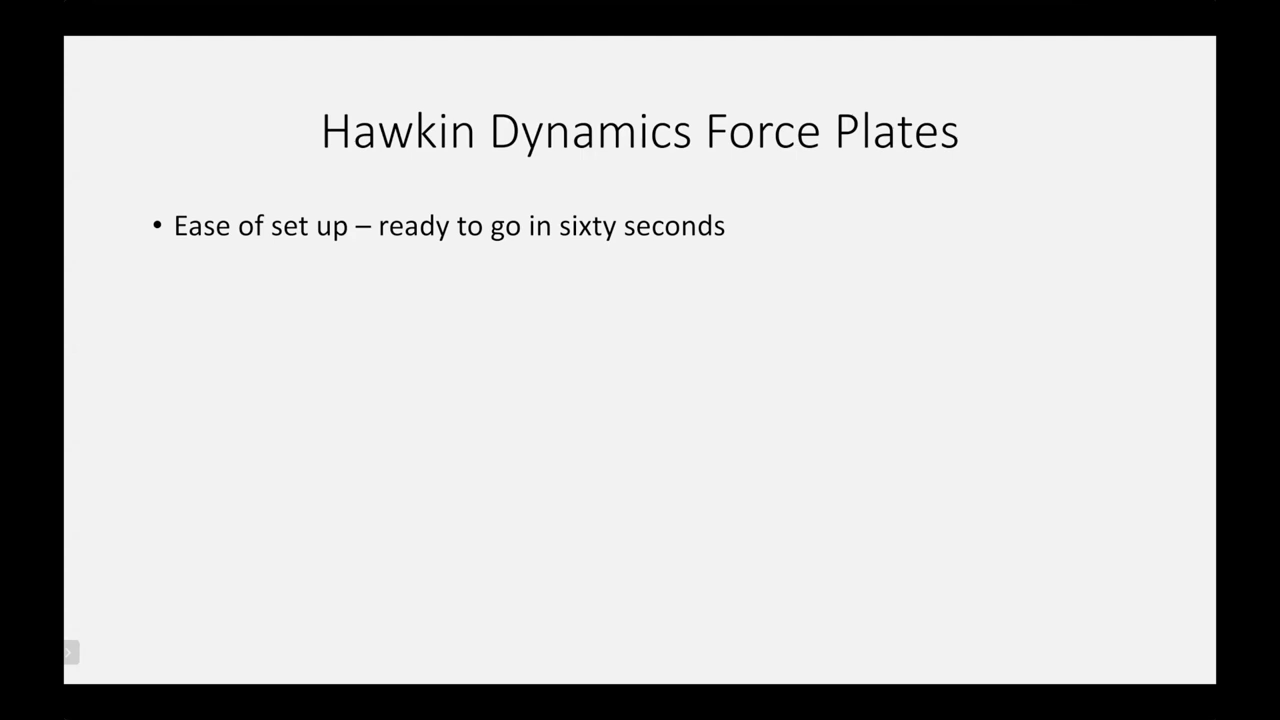 Hawkin Dynamics Force Plates
• Ease of set up – ready to go in sixty seconds